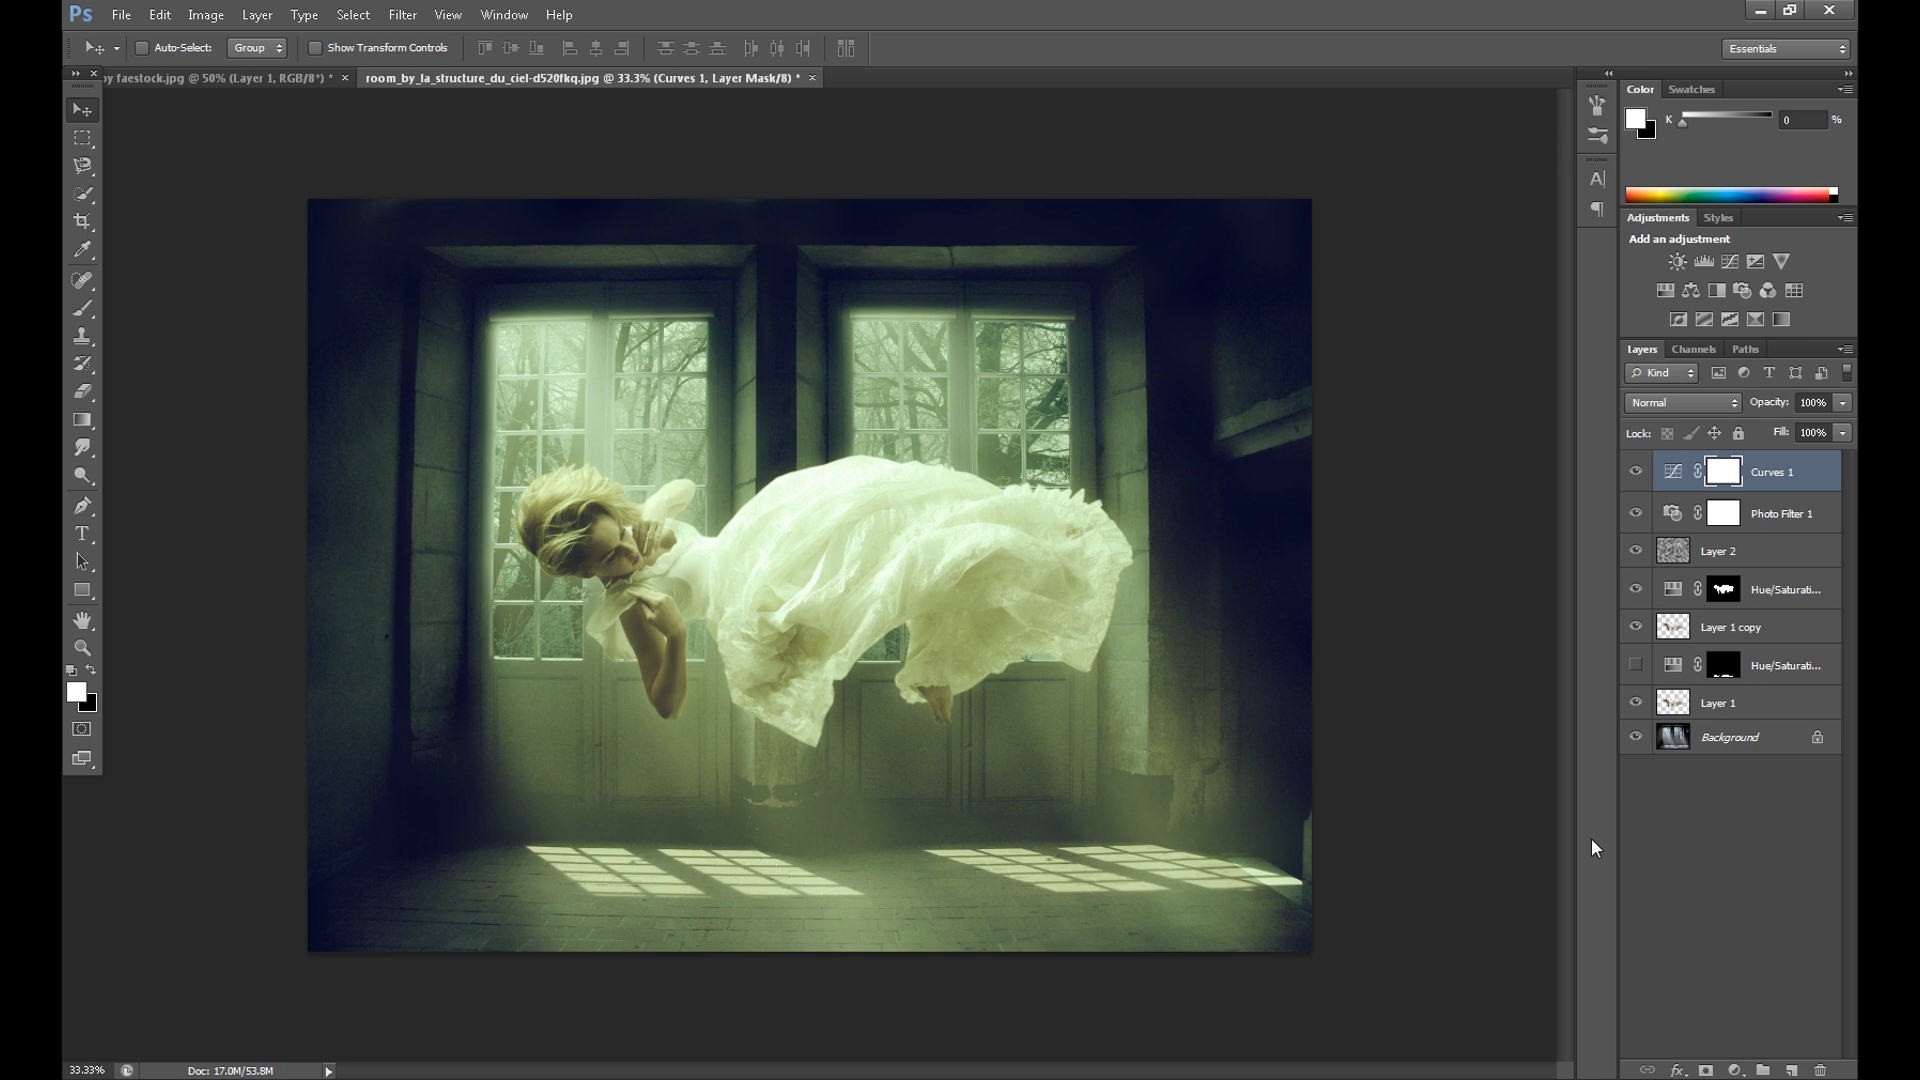 Ps File Edit Image Layer Type Select Filter View Window Help
Auto-Select: Group Show Transform Controls Essentials
by faestock.jpg @ 50% (Layer 1, RGB/8*) * × room_by_la_structure_du_ciel-d520fkq.jpg @ 33.3% (Curves 1, Layer Mask/8) * ×
Color Swatches
K 0 %
Adjustments Styles
Add an adjustment
Layers Channels Paths
Kind
Normal Opacity: 100%
Lock: Fill: 100%
Curves 1
Photo Filter 1
Layer 2
Hue/Saturati...
Layer 1 copy
Hue/Saturati...
Layer 1
Background
33.33% Doc: 17.0M/53.8M